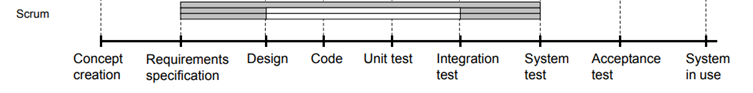 Scrum
Concept creation
Requirements specification
Design
Code
Unit test
Integration test
System test
Acceptance test
System in use